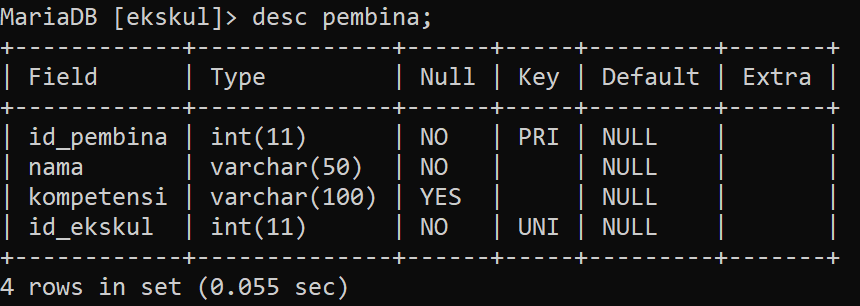 MariaDB [ekskul]> desc pembina;
+------------+--------------+------+-----+---------+-------+
| Field      | Type         | Null | Key | Default | Extra |
+------------+--------------+------+-----+---------+-------+
| id_pembina | int(11)      | NO   | PRI | NULL    |       |
| nama       | varchar(50)  | NO   |     | NULL    |       |
| kompetensi | varchar(100) | YES  |     | NULL    |       |
| id_ekskul  | int(11)      | NO   | UNI | NULL    |       |
+------------+--------------+------+-----+---------+-------+
4 rows in set (0.055 sec)